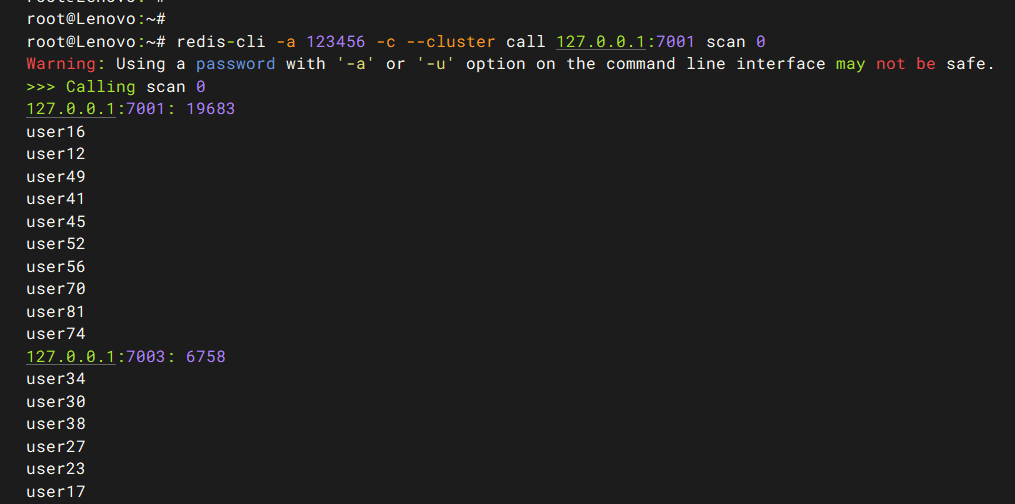 root@Lenovo:~#
root@Lenovo:~#
root@Lenovo:~# redis-cli -a 123456 -c --cluster call 127.0.0.1:7001 scan 0
Warning: Using a password with '-a' or '-u' option on the command line interface may not be safe.
>>> Calling scan 0
127.0.0.1:7001: 19683
user16
user12
user49
user41
user45
user52
user56
user70
user81
user74
127.0.0.1:7003: 6758
user34
user30
user38
user27
user23
user17